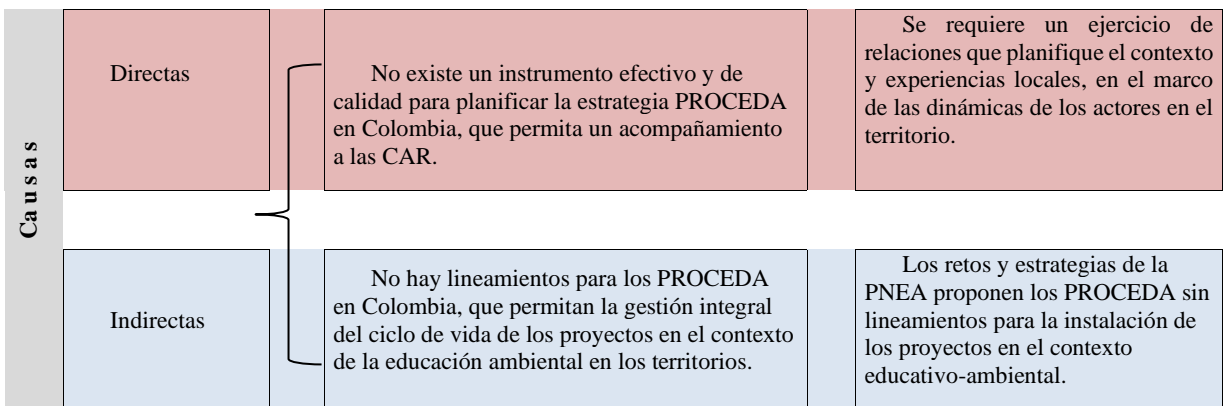 Causas
Directas
No existe un instrumento efectivo y de
calidad para planificar la estrategia PROCEDA
en Colombia, que permita un acompañamiento
a las CAR.
Se requiere un ejercicio de
relaciones que planifique el contexto
y experiencias locales, en el marco
de las dinámicas de los actores en el
territorio.
Indirectas
No hay lineamientos para los PROCEDA
en Colombia, que permitan la gestión integral
del ciclo de vida de los proyectos en el contexto
de la educación ambiental en los territorios.
Los retos y estrategias de la
PNEA proponen los PROCEDA sin
lineamientos para la instalación de
los proyectos en el contexto
educativo-ambiental.